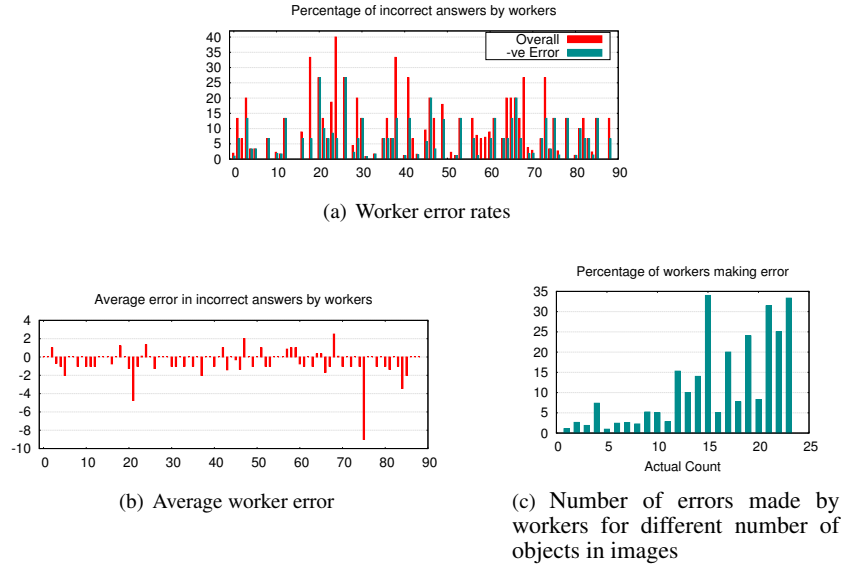 Percentage of incorrect answers by workers
40
35
30
25
20
15
10
5
0
Overall
-ve Error
0 10 20 30 40 50 60 70 80 90
(a) Worker error rates
Average error in incorrect answers by workers
4
2
0
-2
-4
-6
-8
-10
0 10 20 30 40 50 60 70 80 90
(b) Average worker error
Percentage of workers making error
35
30
25
20
15
10
5
0
0 5 10 15 20 25
Actual Count
(c) Number of errors made by
workers for different number of
objects in images